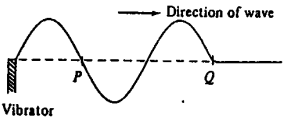 Direction of wave
P
Q
Vibrator